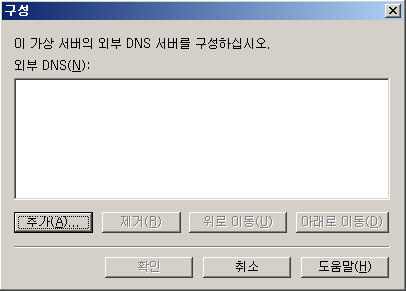 구성
이 가상 서버의 외부 DNS 서버를 구성하십시오.
외부 DNS(N):
추가(A)... 제거(R) 위로 이동(U) 아래로 이동(D)
확인 취소 도움말(H)